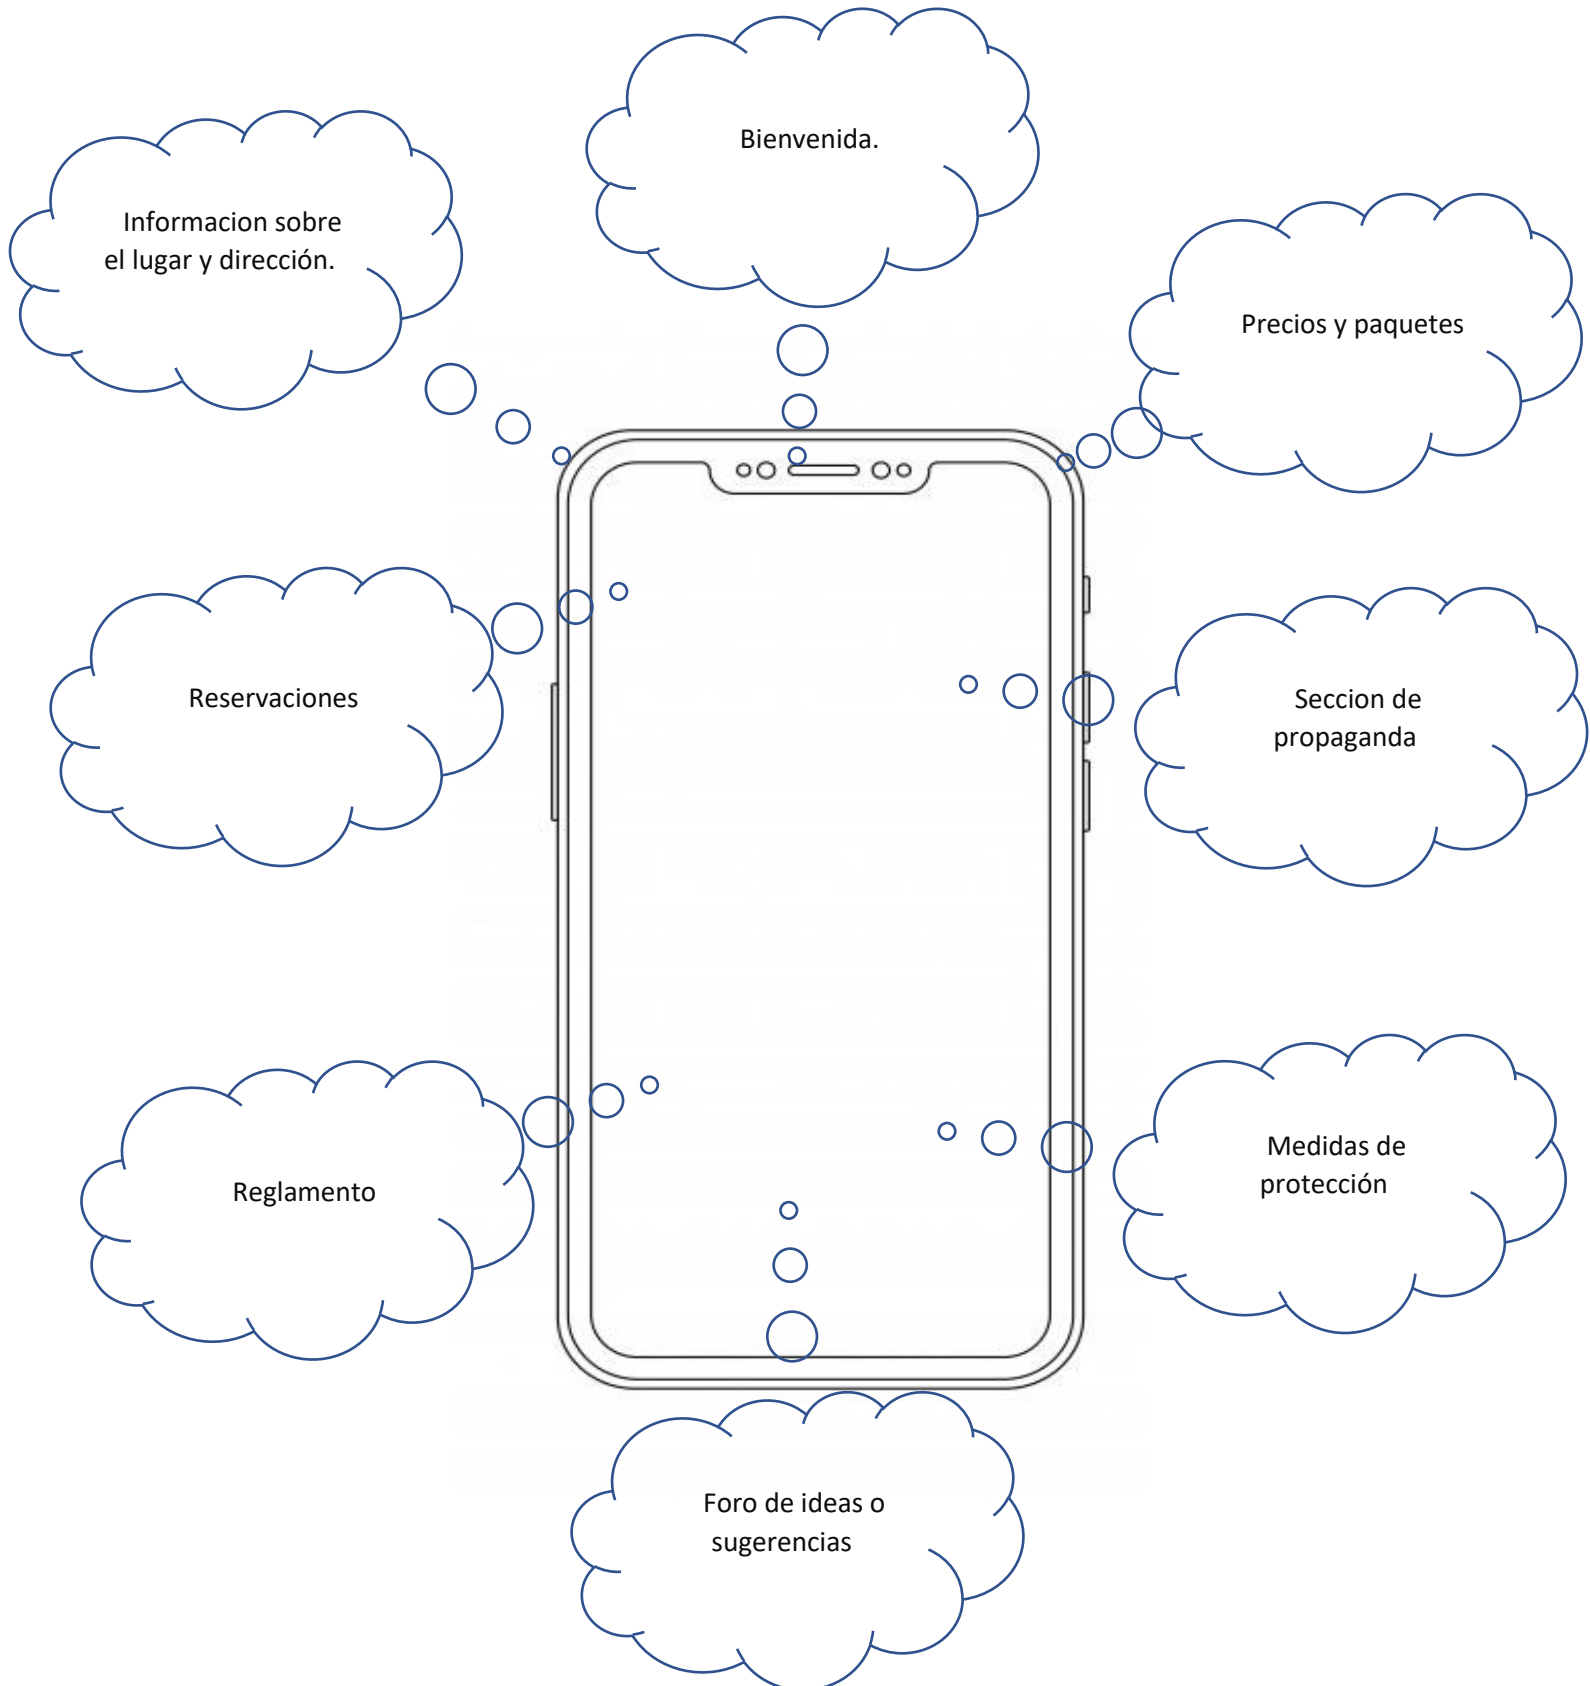 Bienvenida.
Informacion sobre
el lugar y dirección.
Precios y paquetes
Reservaciones
Seccion de
propaganda
Reglamento
Medidas de
protección
Foro de ideas o
sugerencias